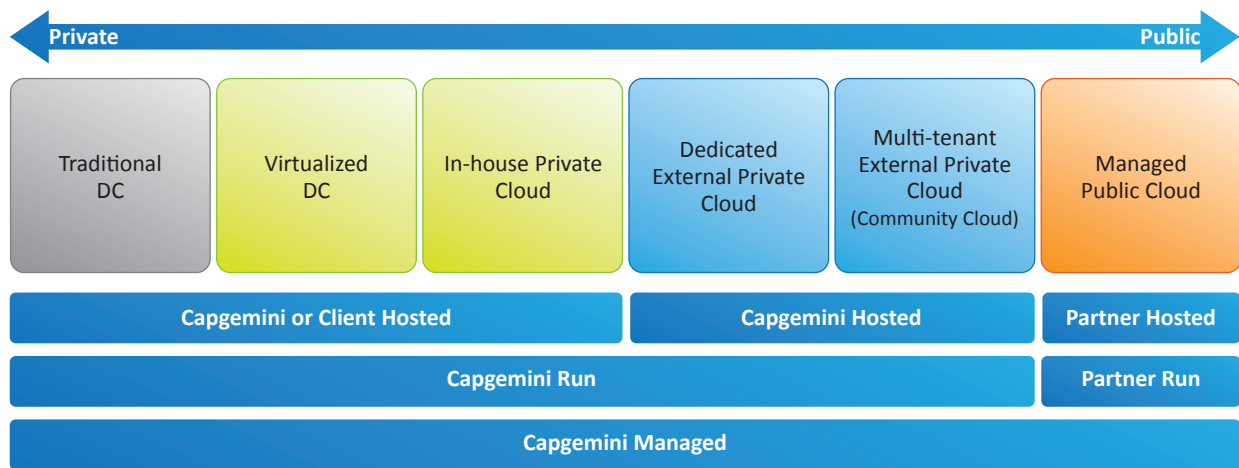 Private
Public
Traditional
DC
Virtualized
DC
In-house Private
Cloud
Dedicated
External Private
Cloud
Multi-tenant
External Private
Cloud
(Community Cloud)
Managed
Public Cloud
Capgemini or Client Hosted
Capgemini Hosted
Partner Hosted
Capgemini Run
Partner Run
Capgemini Managed